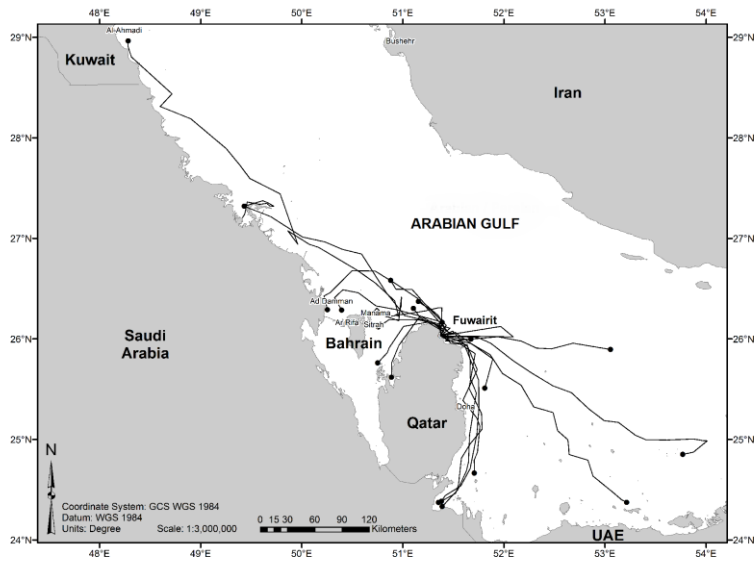 48°E 49°E 50°E 51°E 52°E 53°E 54°E
29°N 29°N
Al-Ahmadi
Kuwait
Bushehr
Iran
28°N 28°N
27°N 27°N
ARABIAN GULF
Ad Damman
Manama
Ar Rifa
Sitrah
Fuwairit
26°N 26°N
Saudi
Arabia
Bahrain
Doha
Qatar
25°N 25°N
N
Coordinate System: GCS WGS 1984
Datum: WGS 1984
Units: Degree Scale: 1:3,000,000
0 15 30 60 90 120
Kilometers
UAE
24°N 24°N
48°E 49°E 50°E 51°E 52°E 53°E 54°E